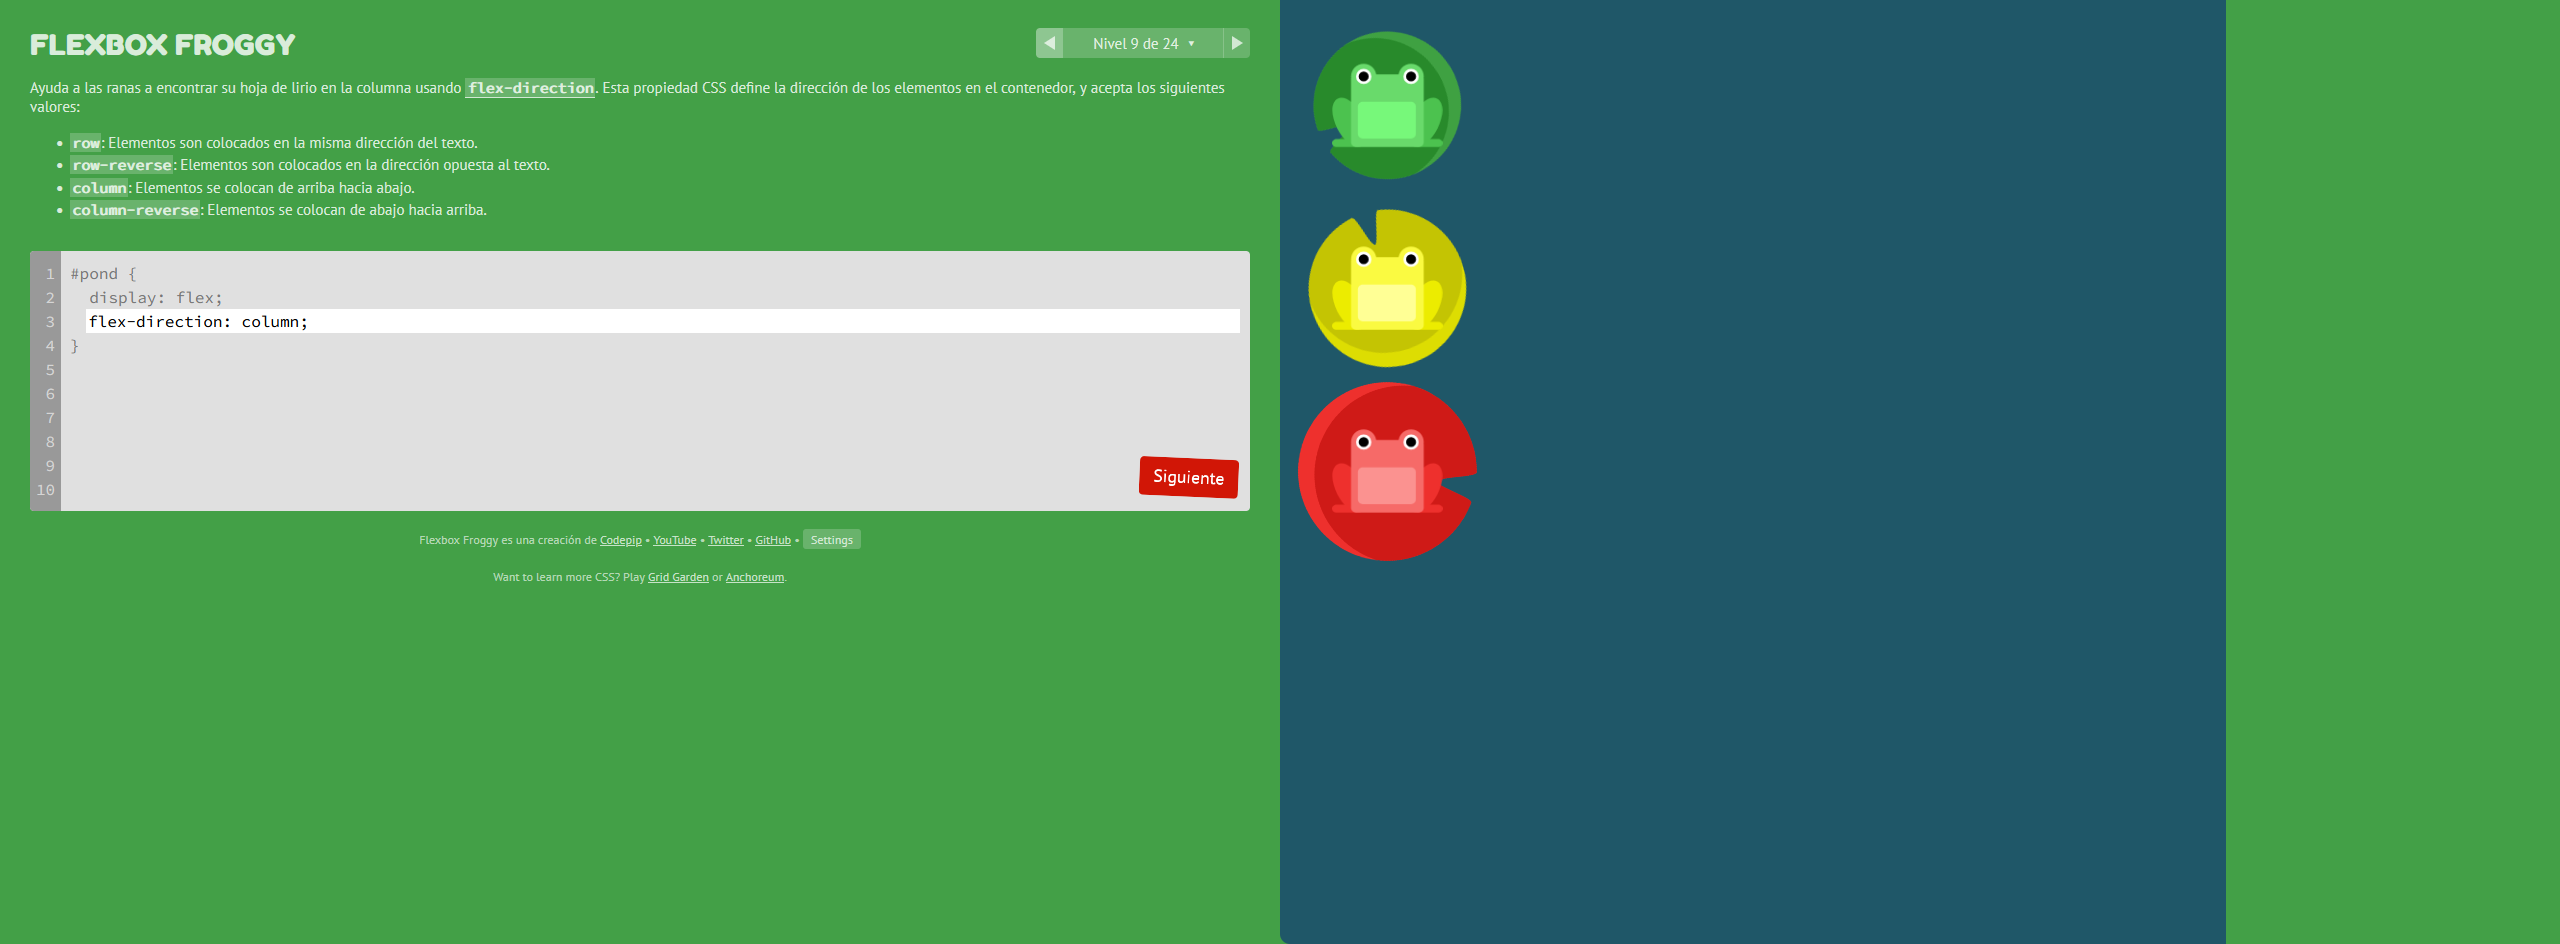 FLEXBOX FROGGY
Nivel 9 de 24 ▾
Ayuda a las ranas a encontrar su hoja de lirio en la columna usando flex-direction. Esta propiedad CSS define la dirección de los elementos en el contenedor, y acepta los siguientes
valores:
• row: Elementos son colocados en la misma dirección del texto.
• row-reverse: Elementos son colocados en la dirección opuesta al texto.
• column: Elementos se colocan de arriba hacia abajo.
• column-reverse: Elementos se colocan de abajo hacia arriba.
1 #pond {
2 display: flex;
3 flex-direction: column;
4 }
5
6
7
8
9
10
Siguiente
Flexbox Froggy es una creación de Codepip • YouTube • Twitter • GitHub • Settings
Want to learn more CSS? Play Grid Garden or Anchoreum.